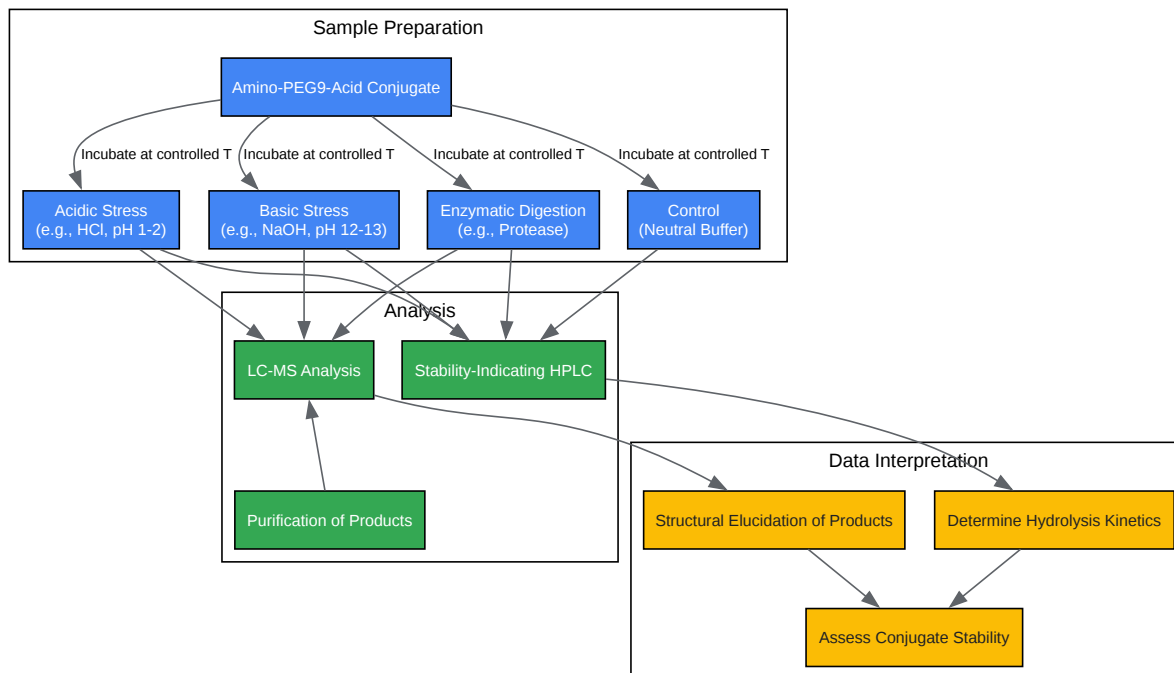 Sample Preparation
Amino-PEG9-Acid Conjugate
Incubate at controlled T
Incubate at controlled T
Incubate at controlled T
Incubate at controlled T
Acidic Stress
(e.g., HCl, pH 1-2)
Basic Stress
(e.g., NaOH, pH 12-13)
Enzymatic Digestion
(e.g., Protease)
Control
(Neutral Buffer)
Analysis
LC-MS Analysis
Stability-Indicating HPLC
Purification of Products
Data Interpretation
Structural Elucidation of Products
Determine Hydrolysis Kinetics
Assess Conjugate Stability